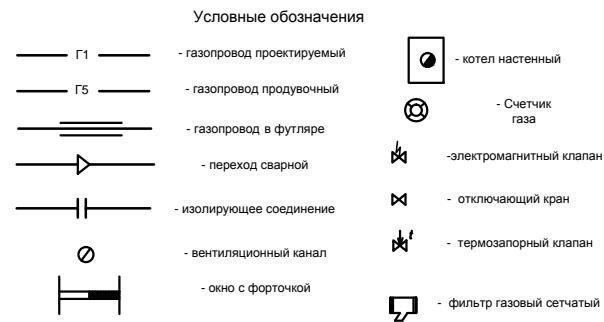 Условные обозначения
Г1 - газопровод проектируемый
Г5 - газопровод продувочный
- газопровод в футляре
- переход сварной
- изолирующее соединение
- вентиляционный канал
- окно с форточкой
- котел настенный
- Счетчик
газа
-электромагнитный клапан
- отключающий кран
t - термозапорный клапан
- фильтр газовый сетчатый